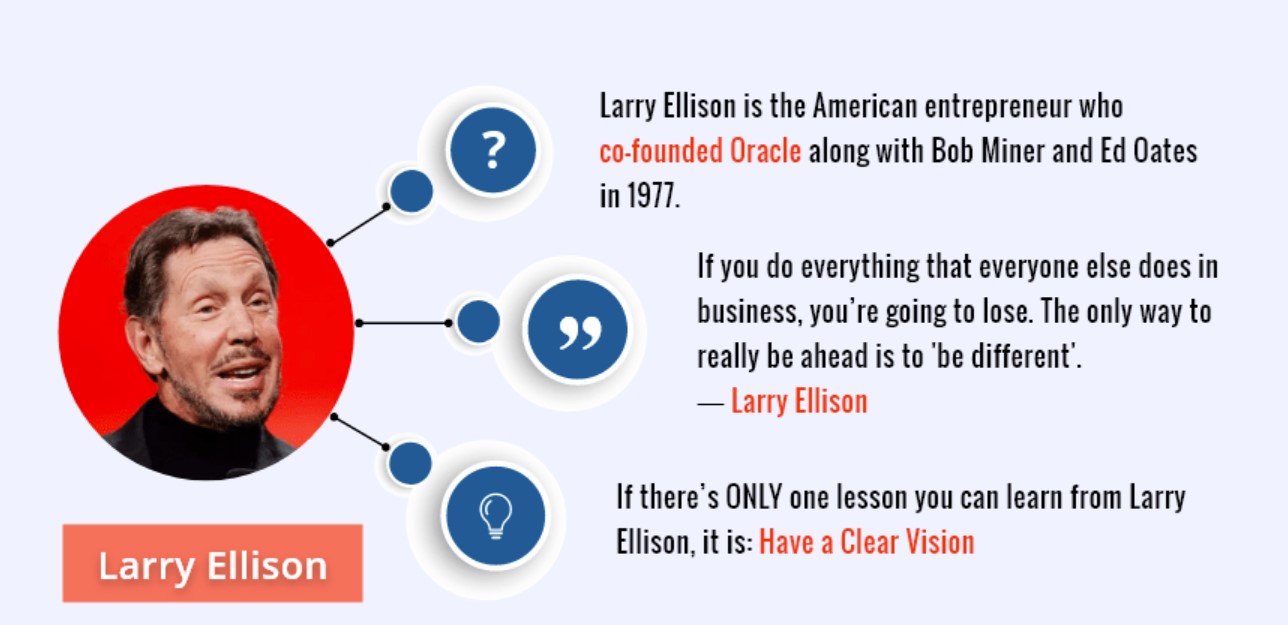 Larry Ellison is the American entrepreneur who
co-founded Oracle along with Bob Miner and Ed Oates
in 1977.
If you do everything that everyone else does in
business, you're going to lose. The only way to
really be ahead is to 'be different'.
— Larry Ellison
If there's ONLY one lesson you can learn from Larry
Ellison, it is: Have a Clear Vision
Larry Ellison
?
”